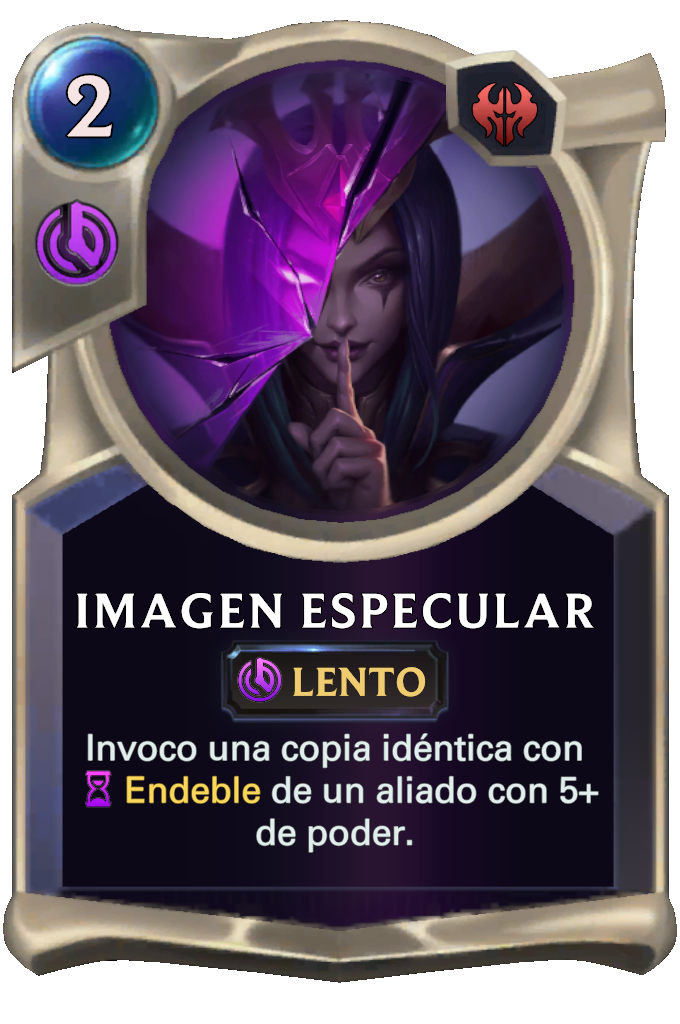 2
IMAGEN ESPECULAR
LENTO
Invoco una copia idéntica con
Endeble de un aliado con 5+
de poder.